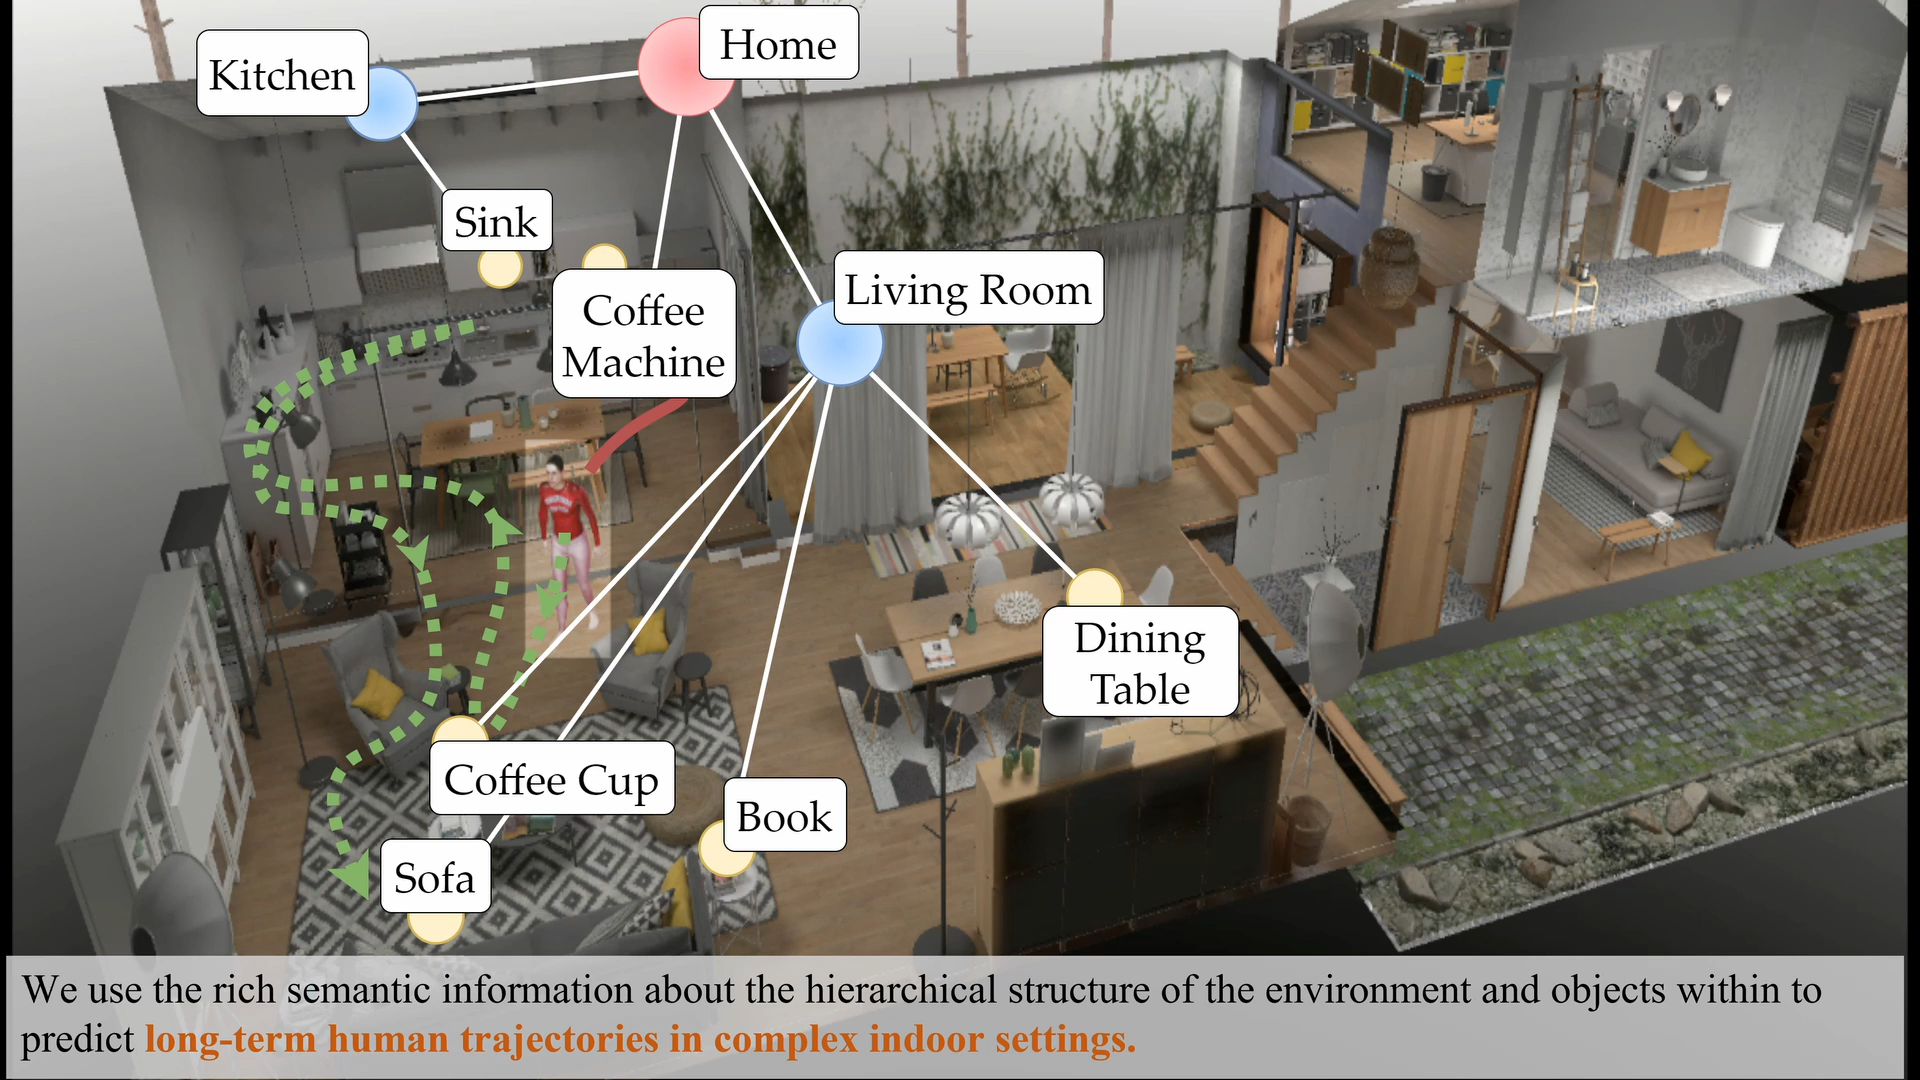 Home
Kitchen
Sink
Living Room
Coffee
Machine
Dining
Table
Coffee Cup
Book
Sofa
We use the rich semantic information about the hierarchical structure of the environment and objects within to
predict long-term human trajectories in complex indoor settings.